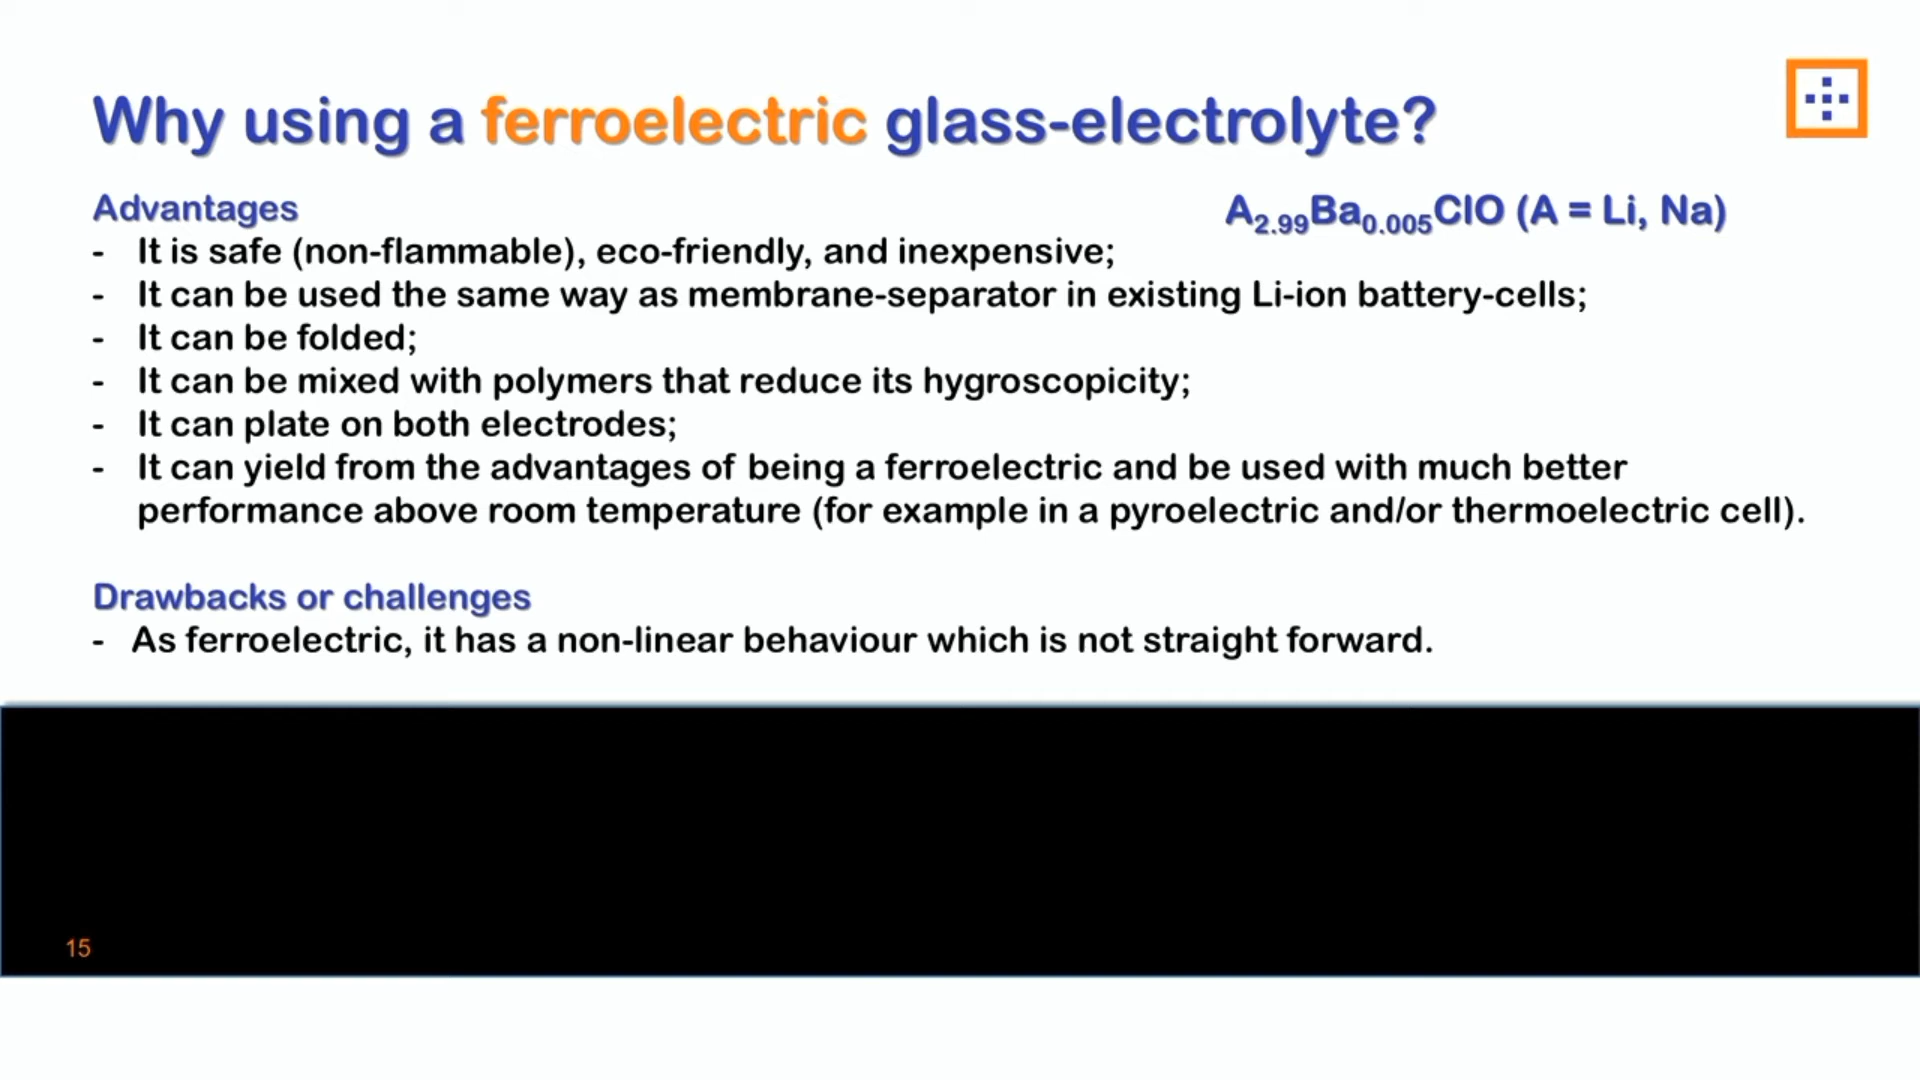 Why using a ferroelectric glass-electrolyte?
Advantages
A2.99Ba0.005ClO (A = Li, Na)
- It is safe (non-flammable), eco-friendly, and inexpensive;
- It can be used the same way as membrane-separator in existing Li-ion battery-cells;
- It can be folded;
- It can be mixed with polymers that reduce its hygroscopicity;
- It can plate on both electrodes;
- It can yield from the advantages of being a ferroelectric and be used with much better
performance above room temperature (for example in a pyroelectric and/or thermoelectric cell).
Drawbacks or challenges
- As ferroelectric, it has a non-linear behaviour which is not straight forward.
15